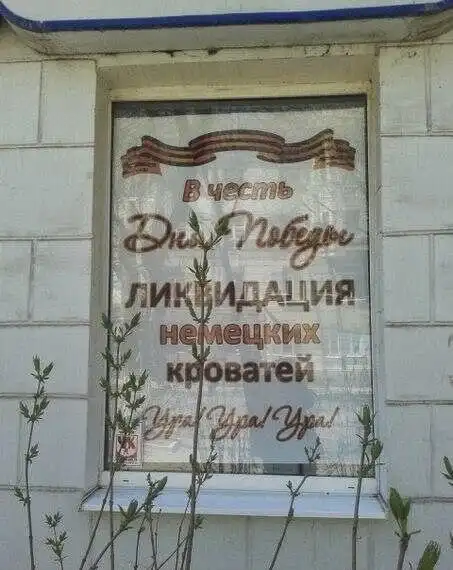 В честь
Дня Победы
ЛИКВИДАЦИЯ
немецких
кроватей
Ура! Ура! Ура!